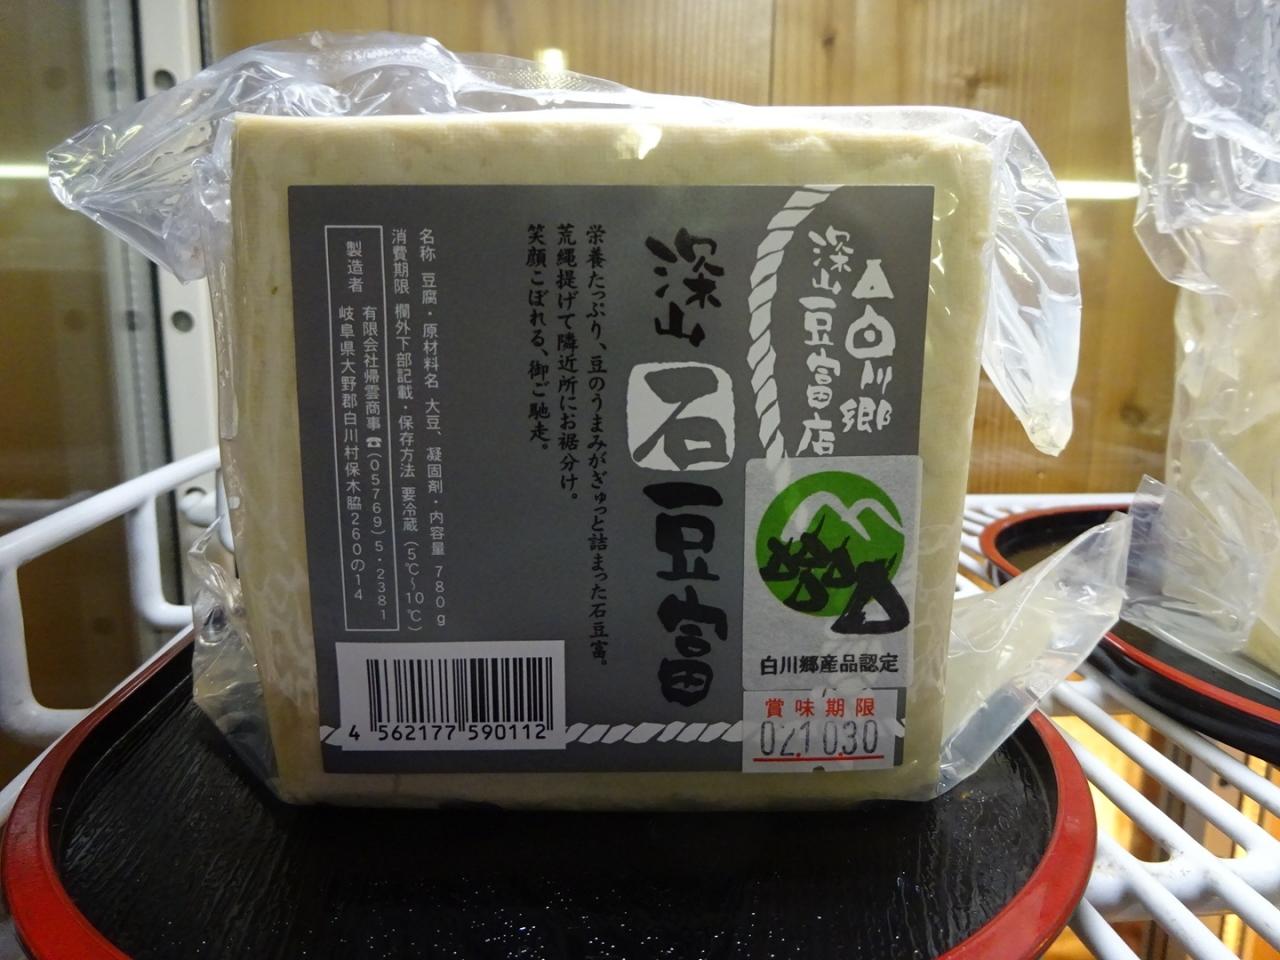 白川郷
深山豆富店
深山
石
豆富
栄養たっぷり、豆のうまみがぎゅっと詰まった石豆富。
荒縄提げて隣近所にお裾分け。
笑顔こぼれる、御ご馳走。
名称 豆腐・原材料名 大豆、凝固剤・内容量 780g
消費期限 欄外下部記載・保存方法 要冷蔵(5℃〜10℃)
製造者
有限会社帰雲商事☎(05769)5-2381
岐阜県大野郡白川村保木脇260の14
白川郷産品認定
賞味期限
02.10.30
4 562177 590112